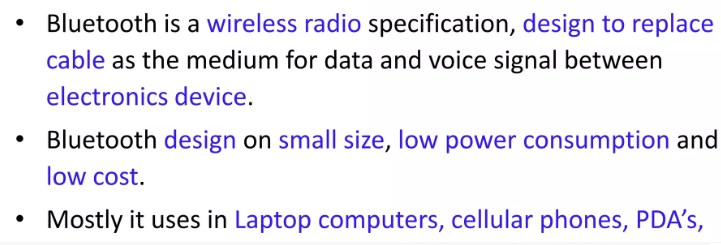 • Bluetooth is a wireless radio specification, design to replace
cable as the medium for data and voice signal between
electronics device.
• Bluetooth design on small size, low power consumption and
low cost.
• Mostly it uses in Laptop computers, cellular phones, PDA’s,